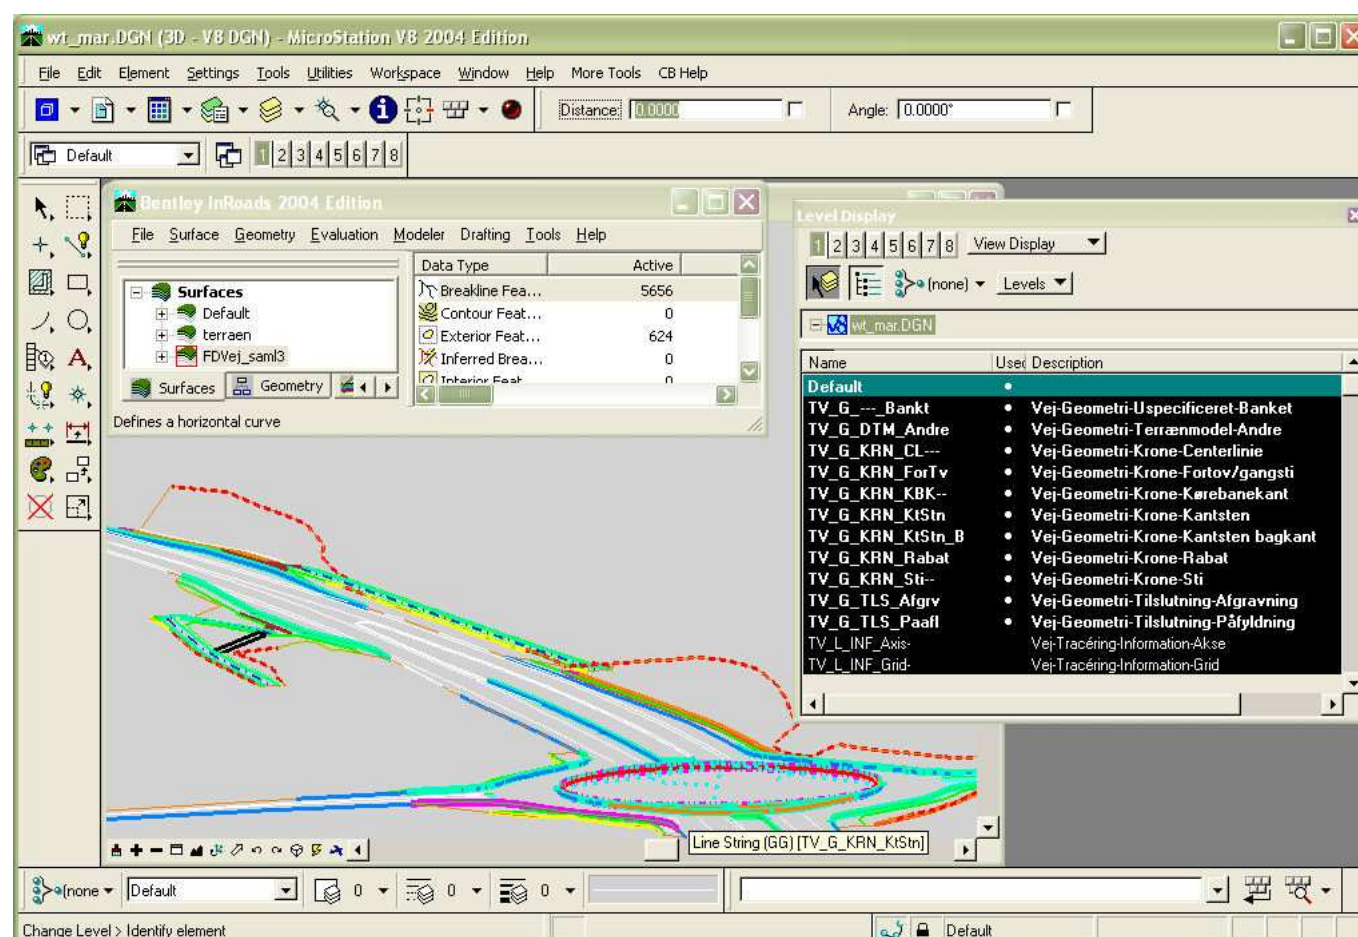 wt_mar.DGN (3D - V8 DGN) - MicroStation V8 2004 Edition
File Edit Element Settings Tools Utilities Workspace Window Help More Tools CB Help
Distance: 0.0000 Angle: 0.0000°
Default 1 2 3 4 5 6 7 8
Bentley InRoads 2004 Edition
File Surface Geometry Evaluation Modeler Drafting Tools Help
Surfaces
Default
terraen
FDVej_saml3
Surfaces Geometry
Data Type Active
Breakline Fea... 5656
Contour Feat... 0
Exterior Feat... 624
Inferred Brea... 0
Interior Feat... 0
Defines a horizontal curve
Level Display
1 2 3 4 5 6 7 8 View Display
(none) Levels
wt_mar.DGN
Name Used Description
Default
TV_G_---_Bankt Vej-Geometri-Uspecificeret-Banket
TV_G_DTM_Andre Vej-Geometri-Terrænmodel-Andre
TV_G_KRN_CL--- Vej-Geometri-Krone-Centerlinie
TV_G_KRN_ForTv Vej-Geometri-Krone-Fortov/gangsti
TV_G_KRN_KBK-- Vej-Geometri-Krone-Kørebanekant
TV_G_KRN_KtStn Vej-Geometri-Krone-Kantsten
TV_G_KRN_KtStn_B Vej-Geometri-Krone-Kantsten bagkant
TV_G_KRN_Rabat Vej-Geometri-Krone-Rabat
TV_G_KRN_Sti-- Vej-Geometri-Krone-Sti
TV_G_TLS_Afgrv Vej-Geometri-Tilslutning-Afgravning
TV_G_TLS_Paafl Vej-Geometri-Tilslutning-Påfyldning
TV_L_INF_Axis- Vej-Tracéring-Information-Akse
TV_L_INF_Grid- Vej-Tracéring-Information-Grid
Line String (GG) [TV_G_KRN_KtStn]
(none Default 0 0 0
Change Level > Identify element Default